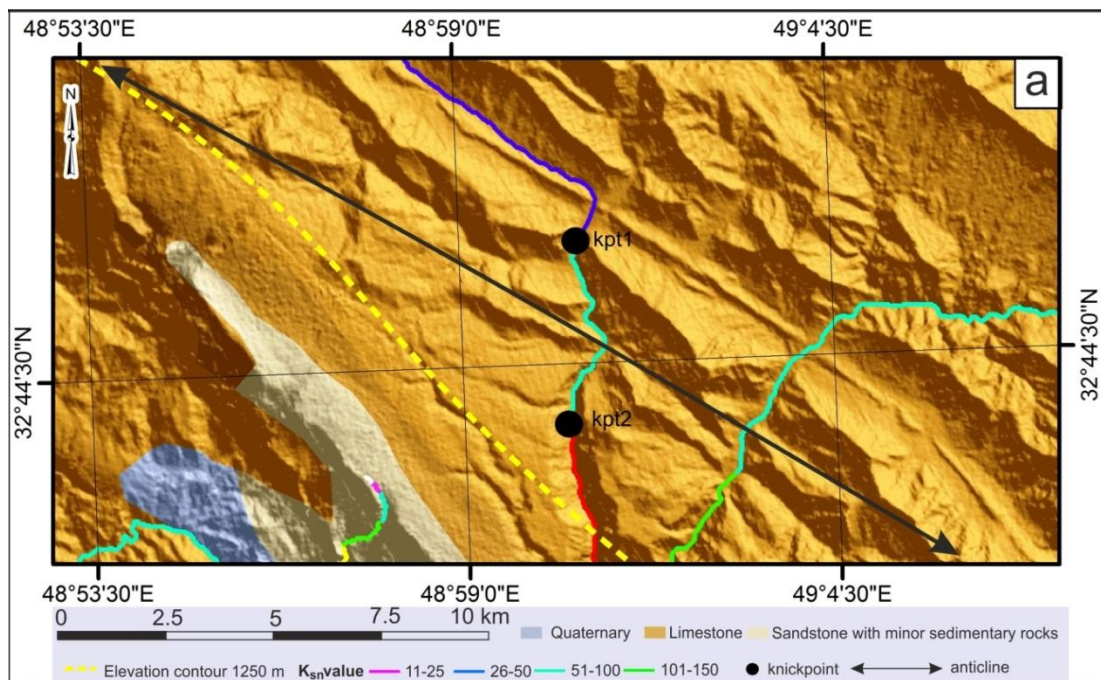 48°53'30"E 48°59'0"E 49°4'30"E
a
N
32°44'30"N
kpt1
kpt2
32°44'30"N
48°53'30"E 48°59'0"E 49°4'30"E
0 2.5 5 7.5 10 km
Quaternary Limestone Sandstone with minor sedimentary rocks
Elevation contour 1250 m Ksnvalue 11-25 26-50 51-100 101-150 knickpoint anticline